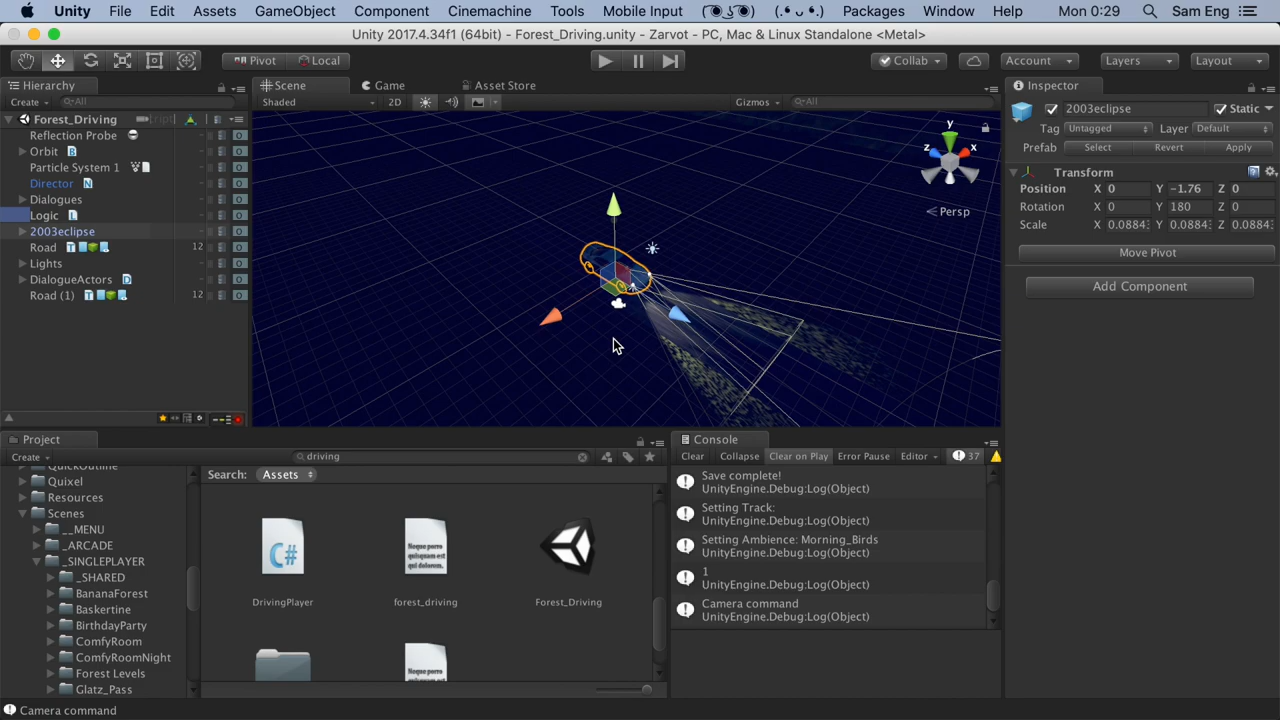 Unity File Edit Assets GameObject Component Cinemachine Tools Mobile Input ( ͡° ͜ʖ ͡°) (.•́ ᴗ •̀.) Packages Window Help Mon 0:29 Sam Eng
Unity 2017.4.34f1 (64bit) - Forest_Driving.unity - Zarvot - PC, Mac & Linux Standalone <Metal>
Pivot Local Collab Account Layers Layout
Hierarchy
Create All
Forest_Driving
Reflection Probe
Orbit
Particle System 1
Director
Dialogues
Logic
2003eclipse
Road 12
Lights
DialogueActors
Road (1) 12
Scene Game Asset Store
Shaded 2D Gizmos All
y
z x
Persp
Inspector
2003eclipse Static
Tag Untagged Layer Default
Prefab Select Revert Apply
Transform
Position X 0 Y -1.76 Z 0
Rotation X 0 Y 180 Z 0
Scale X 0.0884 Y 0.0884 Z 0.0884
Move Pivot
Add Component
Project
Create driving
QuickOutline
Quixel
Resources
Scenes
__MENU
_ARCADE
_SINGLEPLAYER
_SHARED
BananaForest
Baskertine
BirthdayParty
ComfyRoom
ComfyRoomNight
Forest Levels
Glatz_Pass
Search: Assets
C#
DrivingPlayer forest_driving Forest_Driving
Console
Clear Collapse Clear on Play Error Pause Editor 37
Save complete!
UnityEngine.Debug:Log(Object)
Setting Track:
UnityEngine.Debug:Log(Object)
Setting Ambience: Morning_Birds
UnityEngine.Debug:Log(Object)
1
UnityEngine.Debug:Log(Object)
Camera command
UnityEngine.Debug:Log(Object)
Camera command